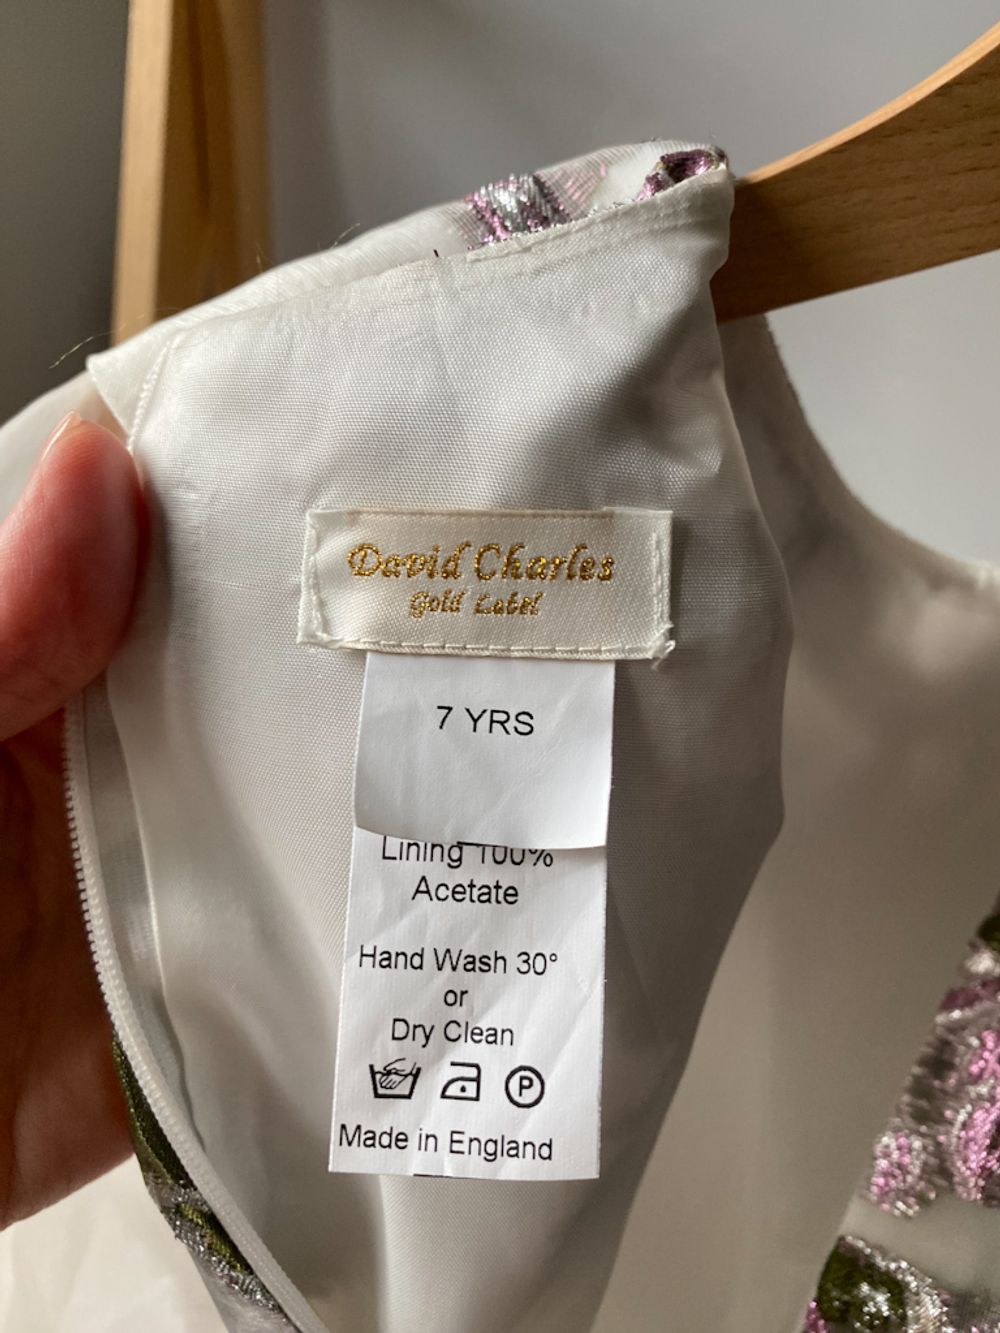 David Charles
Gold Label
7 YRS
Lining 100%
Acetate
Hand Wash 30°
or
Dry Clean
P
Made in England